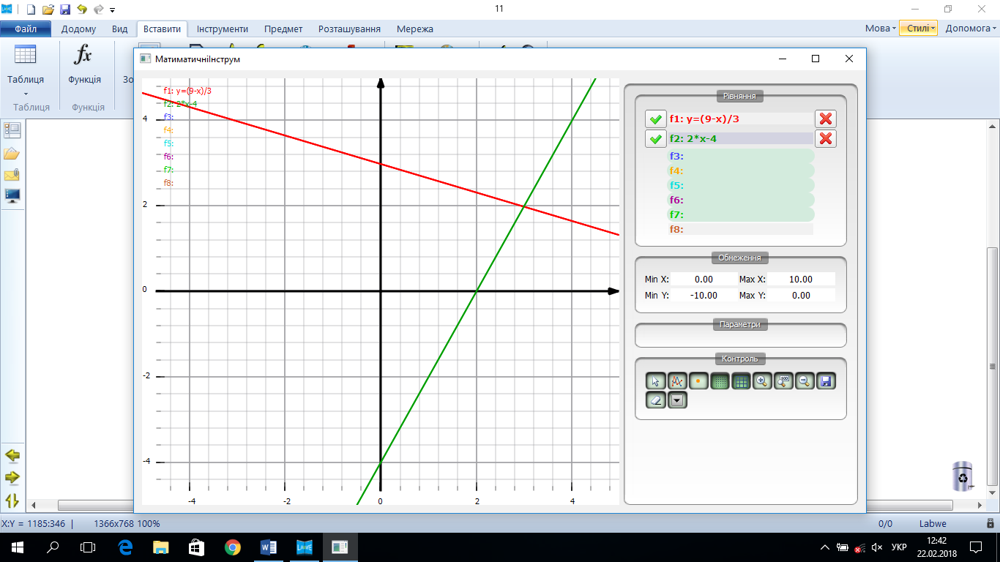 11
Файл Додому Вид Вставити Інструменти Предмет Розташування Мережа Мова Стилі Допомога
Таблиця
Функція
Зо
Таблиця
Функція
МатиматичніІнструм
f1: y=(9-x)/3
f2: 2*x-4
f3:
f4:
f5:
f6:
f7:
f8:
4
2
0
-2
-4
-4 -2 0 2 4
Рівняння
f1: y=(9-x)/3
f2: 2*x-4
f3:
f4:
f5:
f6:
f7:
f8:
Обмеження
Min X: 0.00 Max X: 10.00
Min Y: -10.00 Max Y: 0.00
Параметри
Контроль
X:Y = 1185:346 | 1366x768 100% 0/0 Labwe
УКР
12:42
22.02.2018